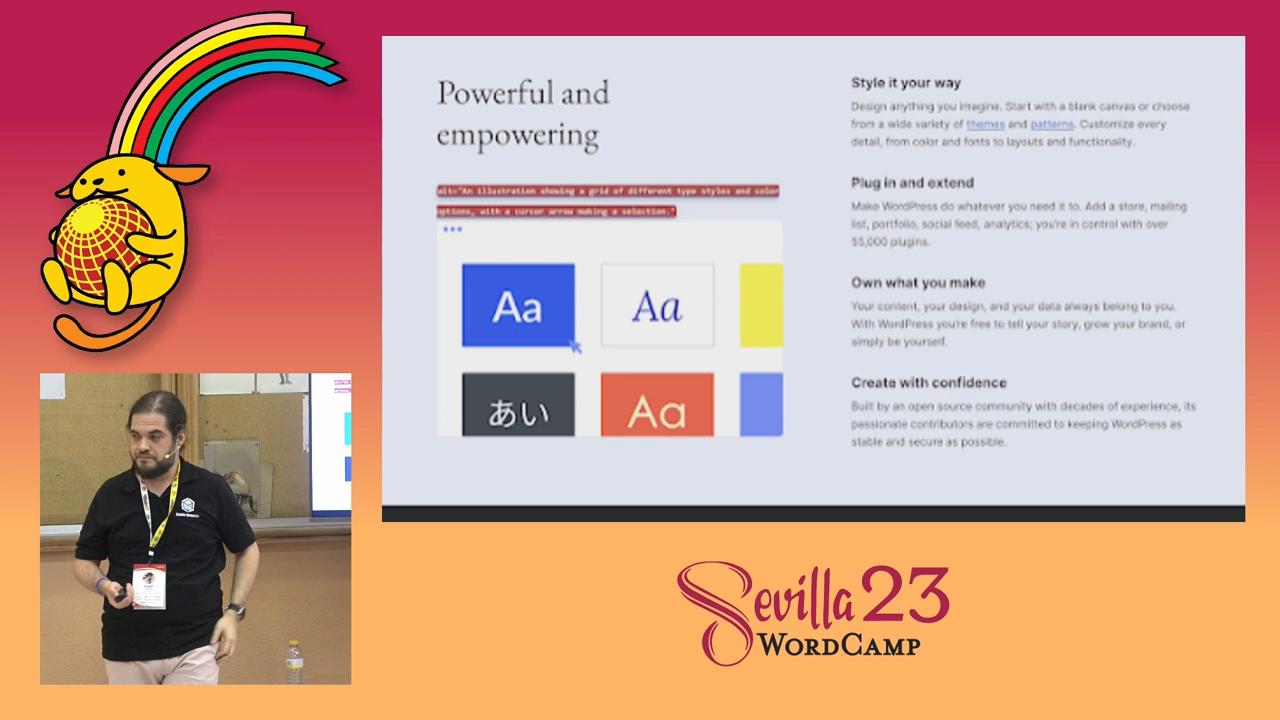 Powerful and
empowering
alt="An illustration showing a grid of different type styles and color
options, with a cursor arrow making a selection."
Aa
Aa
あい
Aa
Style it your way
Design anything you imagine. Start with a blank canvas or choose
from a wide variety of themes and patterns. Customize every
detail, from color and fonts to layouts and functionality.
Plug in and extend
Make WordPress do whatever you need it to. Add a store, mailing
list, portfolio, social feed, analytics; you're in control with over
55,000 plugins.
Own what you make
Your content, your design, and your data always belong to you.
With WordPress you're free to tell your story, grow your brand, or
simply be yourself.
Create with confidence
Built by an open source community with decades of experience, its
passionate contributors are committed to keeping WordPress as
stable and secure as possible.
Sevilla 23
WORDCAMP